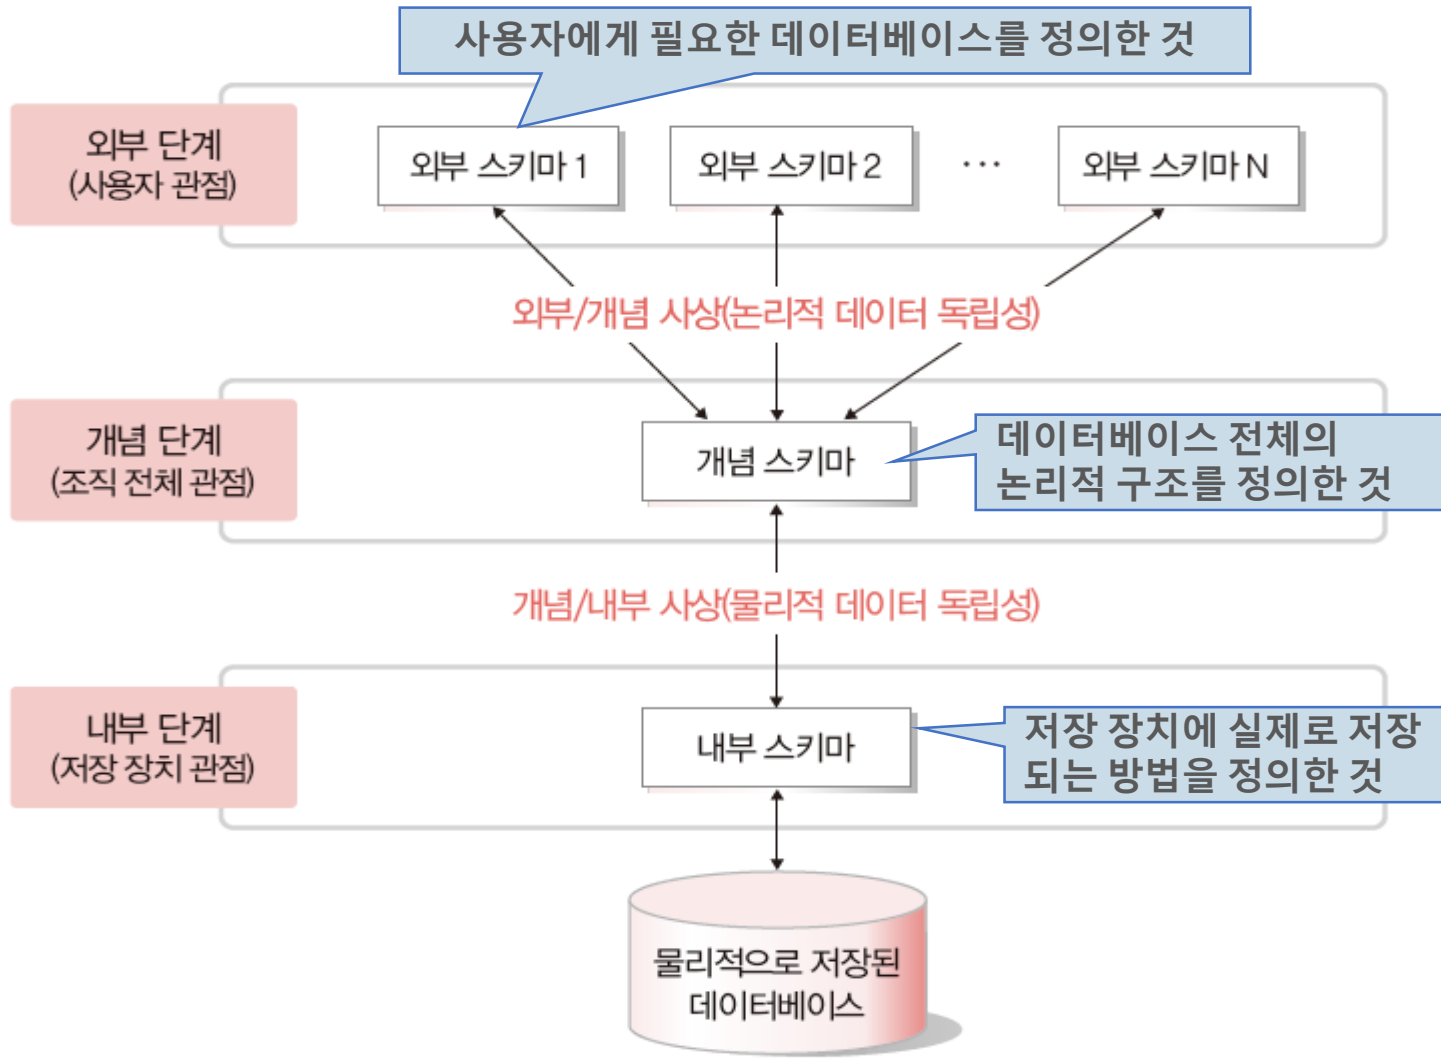 사용자에게 필요한 데이터베이스를 정의한 것
외부 단계
(사용자 관점)
외부 스키마 1
외부 스키마 2
···
외부 스키마 N
외부/개념 사상(논리적 데이터 독립성)
개념 단계
(조직 전체 관점)
개념 스키마
데이터베이스 전체의
논리적 구조를 정의한 것
개념/내부 사상(물리적 데이터 독립성)
내부 단계
(저장 장치 관점)
내부 스키마
저장 장치에 실제로 저장
되는 방법을 정의한 것
물리적으로 저장된
데이터베이스